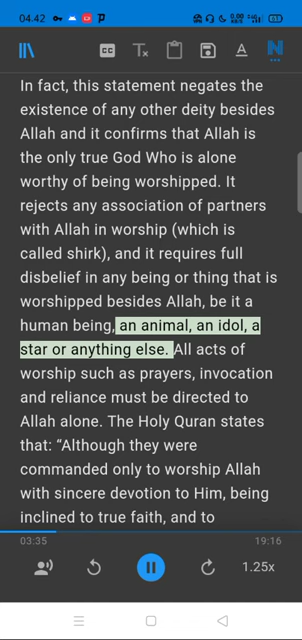 04.42
In fact, this statement negates the
existence of any other deity besides
Allah and it confirms that Allah is
the only true God Who is alone
worthy of being worshipped. It
rejects any association of partners
with Allah in worship (which is
called shirk), and it requires full
disbelief in any being or thing that is
worshipped besides Allah, be it a
human being, an animal, an idol, a
star or anything else. All acts of
worship such as prayers, invocation
and reliance must be directed to
Allah alone. The Holy Quran states
that: “Although they were
commanded only to worship Allah
with sincere devotion to Him, being
inclined to true faith, and to
03:35 19:16
1.25x